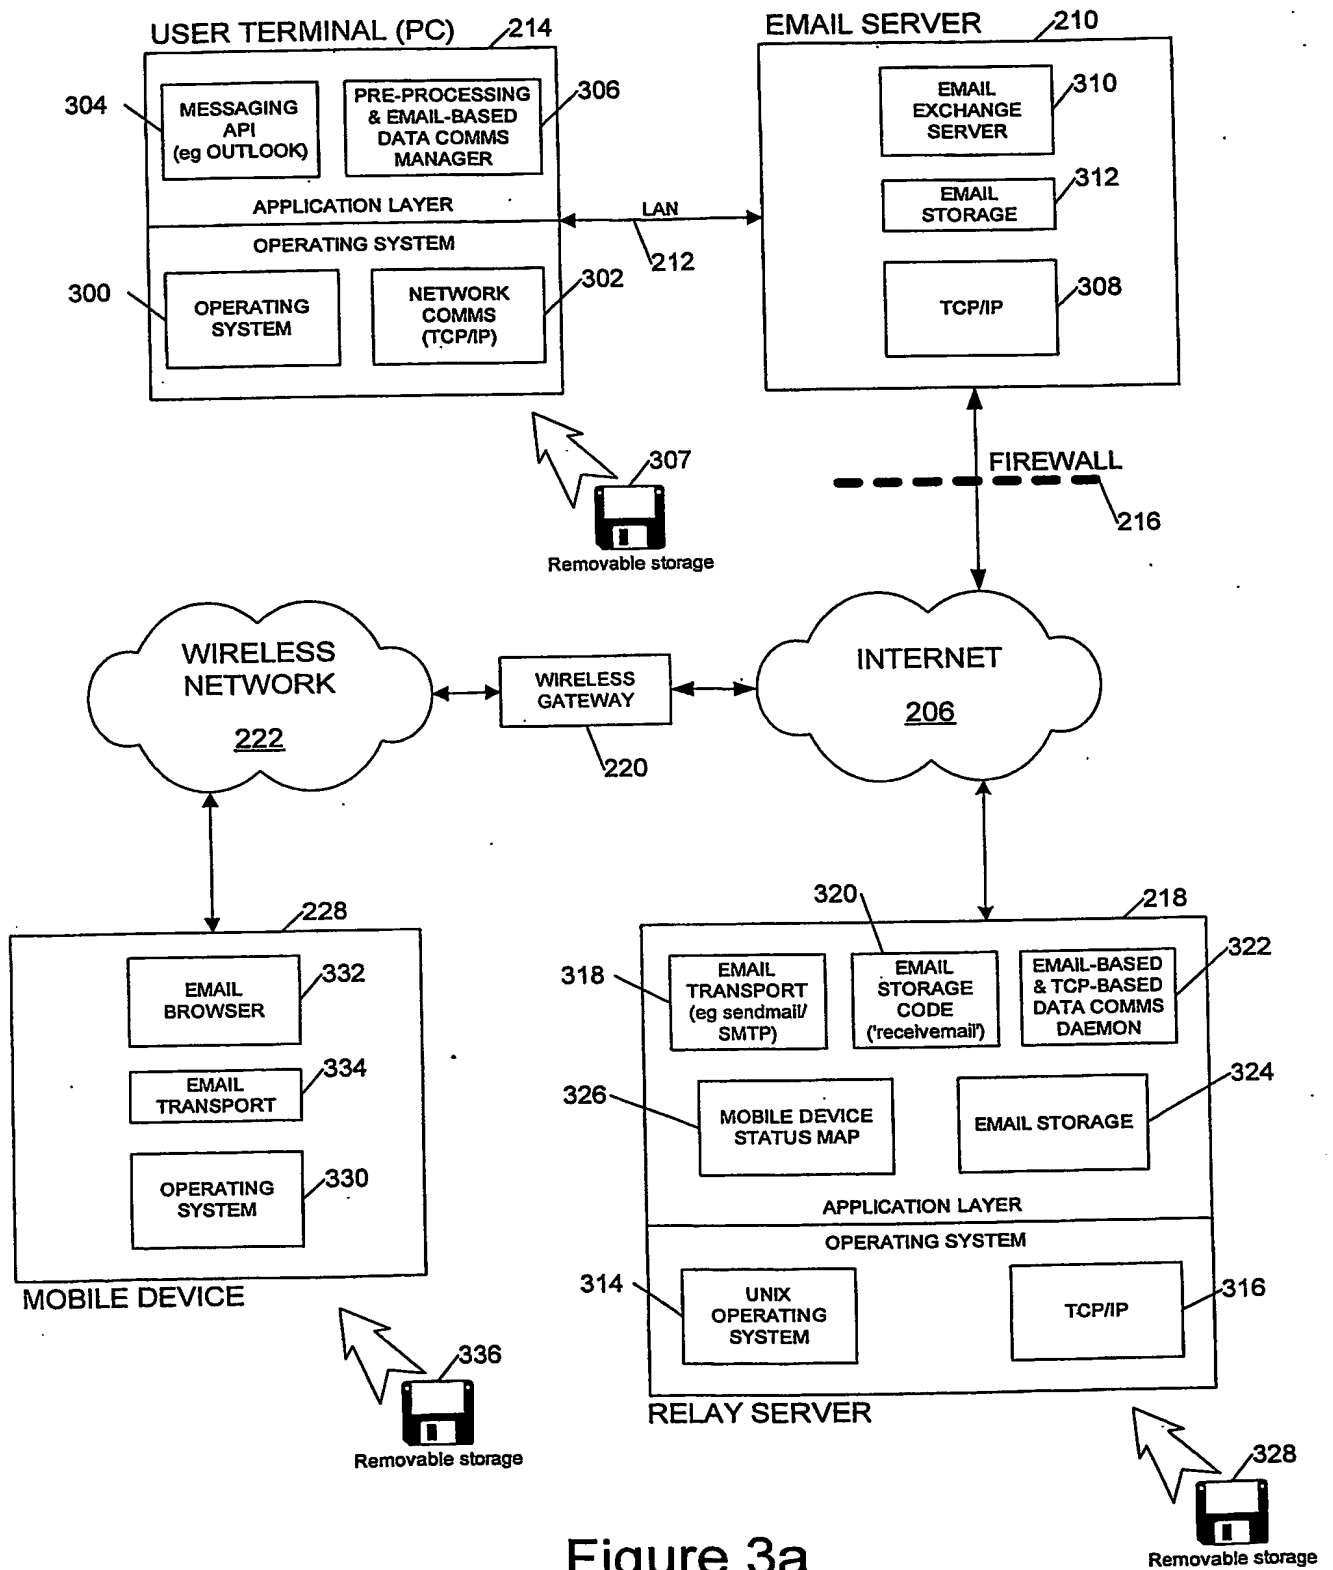 USER TERMINAL (PC)
214
EMAIL SERVER
210
304
MESSAGING
API
(eg OUTLOOK)
PRE-PROCESSING
& EMAIL-BASED
DATA COMMS
MANAGER
306
APPLICATION LAYER
OPERATING SYSTEM
300
OPERATING
SYSTEM
NETWORK
COMMS
(TCP/IP)
302
LAN
212
EMAIL
EXCHANGE
SERVER
310
EMAIL
STORAGE
312
TCP/IP
308
307
Removable storage
FIREWALL
216
WIRELESS
NETWORK
222
WIRELESS
GATEWAY
220
INTERNET
206
228
EMAIL
BROWSER
332
EMAIL
TRANSPORT
334
OPERATING
SYSTEM
330
MOBILE DEVICE
336
Removable storage
320
218
318
EMAIL
TRANSPORT
(eg sendmail/
SMTP)
EMAIL
STORAGE
CODE
('receivemail')
EMAIL-BASED
& TCP-BASED
DATA COMMS
DAEMON
322
326
MOBILE DEVICE
STATUS MAP
EMAIL STORAGE
324
APPLICATION LAYER
OPERATING SYSTEM
314
UNIX
OPERATING
SYSTEM
TCP/IP
316
RELAY SERVER
328
Removable storage
Figure 3a